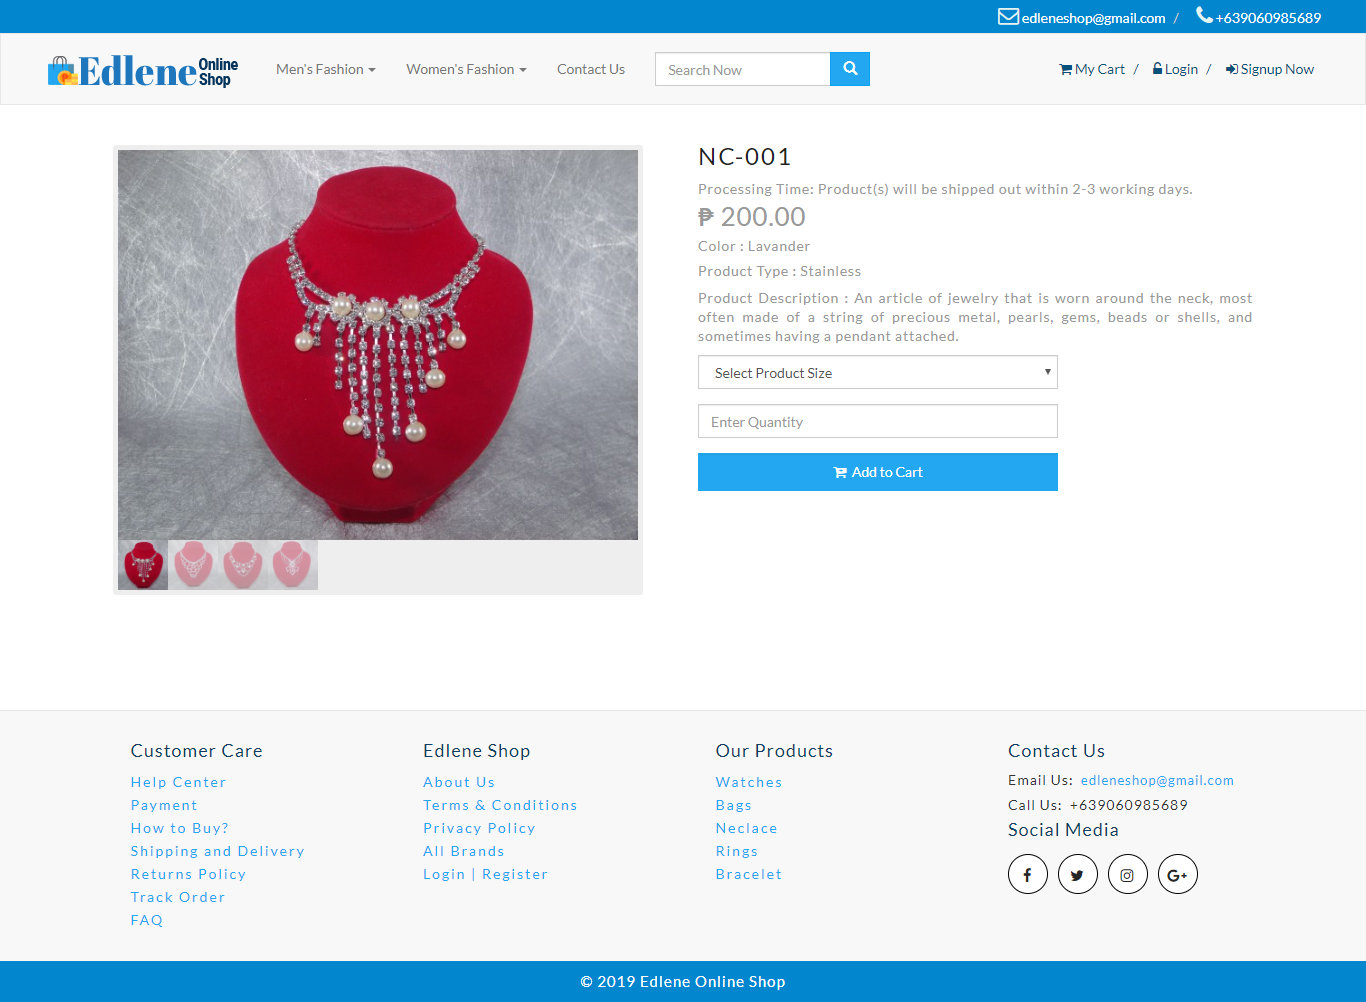 edleneshop@gmail.com / +639060985689
Edlene Online Shop
Men's Fashion Women's Fashion Contact Us Search Now My Cart / Login / Signup Now
NC-001
Processing Time: Product(s) will be shipped out within 2-3 working days.
₱ 200.00
Color : Lavander
Product Type : Stainless
Product Description : An article of jewelry that is worn around the neck, most
often made of a string of precious metal, pearls, gems, beads or shells, and
sometimes having a pendant attached.
Select Product Size
Enter Quantity
Add to Cart
Customer Care
Help Center
Payment
How to Buy?
Shipping and Delivery
Returns Policy
Track Order
FAQ
Edlene Shop
About Us
Terms & Conditions
Privacy Policy
All Brands
Login | Register
Our Products
Watches
Bags
Neclace
Rings
Bracelet
Contact Us
Email Us: edleneshop@gmail.com
Call Us: +639060985689
Social Media
© 2019 Edlene Online Shop